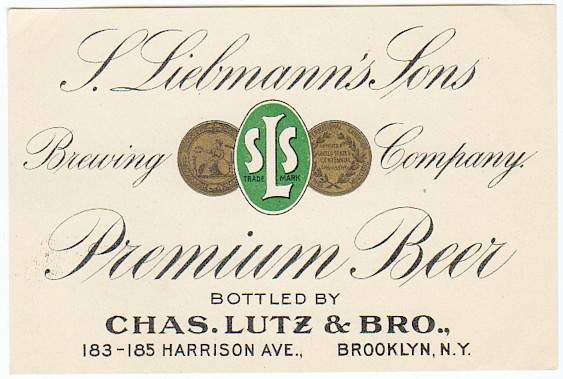 S. Liebmann's Sons
Brewing Company.
SLS
TRADE MARK
Premium Beer
BOTTLED BY
CHAS. LUTZ & BRO.,
183-185 HARRISON AVE., BROOKLYN, N.Y.